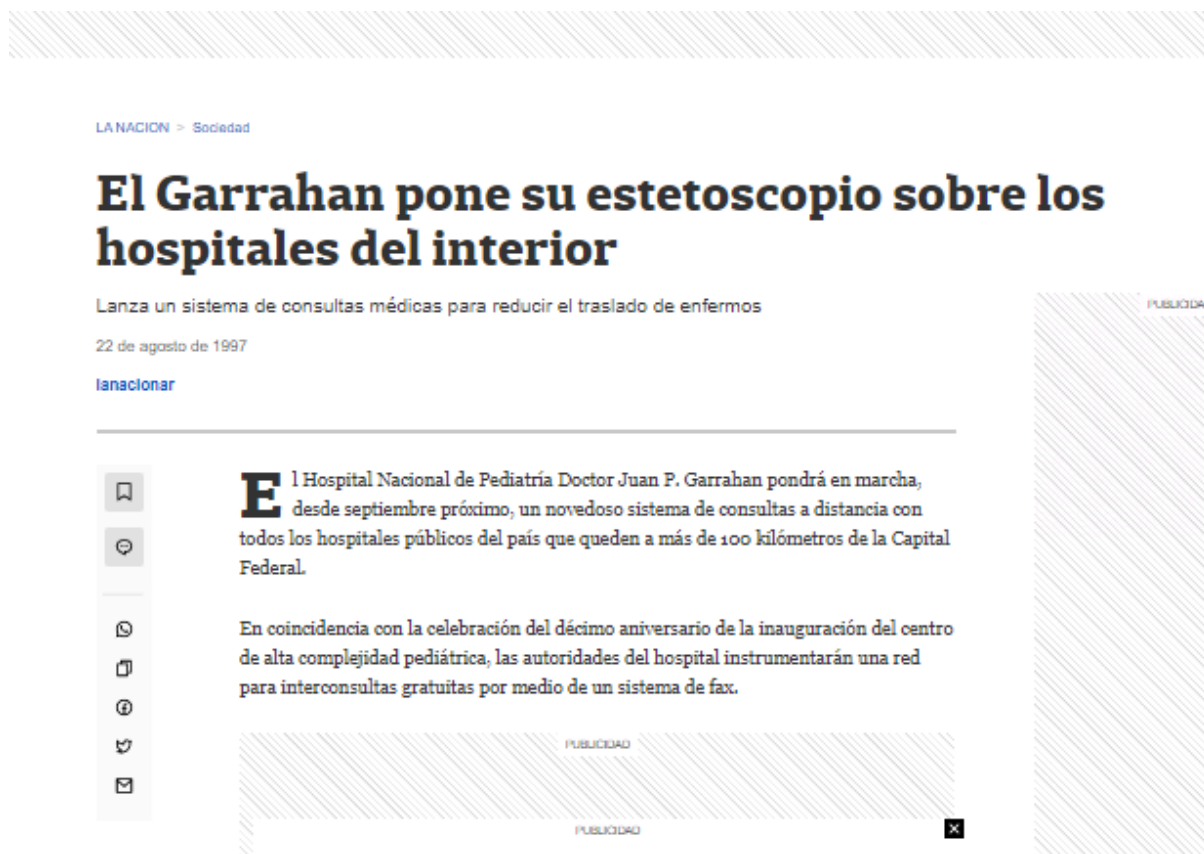 LA NACION > Sociedad
El Garrahan pone su estetoscopio sobre los
hospitales del interior
Lanza un sistema de consultas médicas para reducir el traslado de enfermos
22 de agosto de 1997
lanacionar
PUBLICIDA
El Hospital Nacional de Pediatría Doctor Juan P. Garrahan pondrá en marcha,
desde septiembre próximo, un novedoso sistema de consultas a distancia con
todos los hospitales públicos del país que queden a más de 100 kilómetros de la Capital
Federal.
En coincidencia con la celebración del décimo aniversario de la inauguración del centro
de alta complejidad pediátrica, las autoridades del hospital instrumentarán una red
para interconsultas gratuitas por medio de un sistema de fax.
PUBLICIDAD
PUBLICIDAD